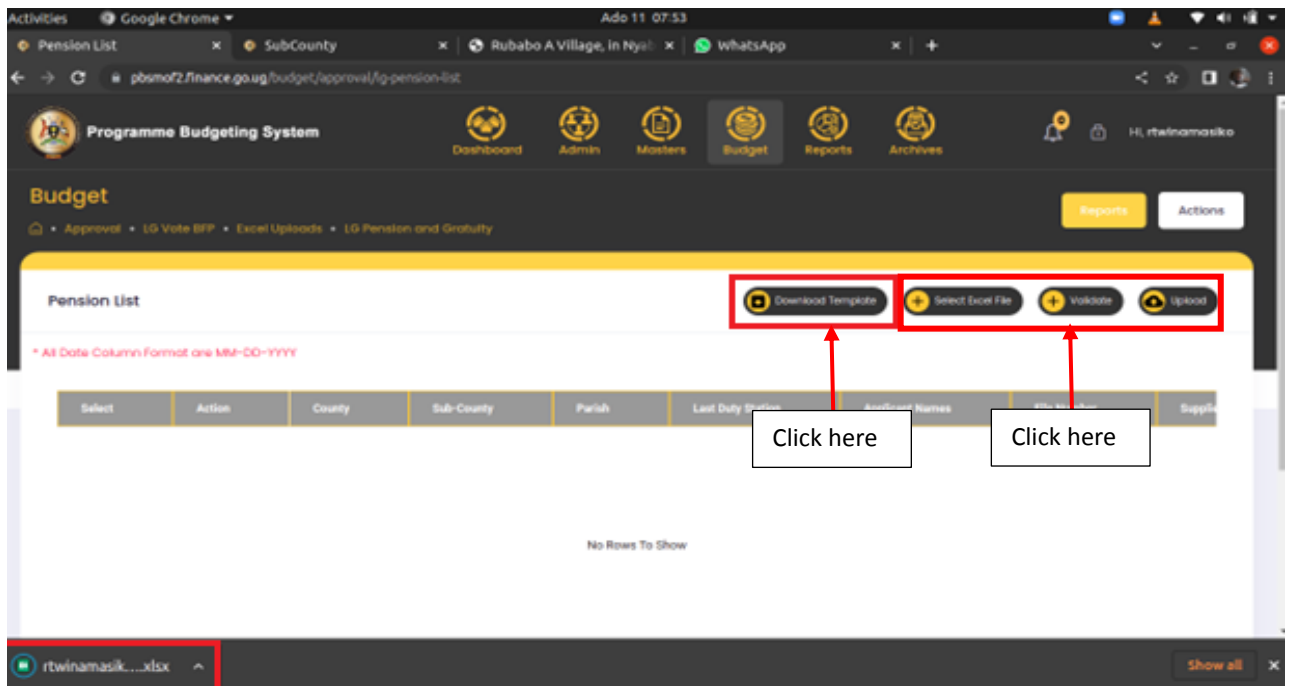 Activities Google Chrome Ado 11 07:53
Pension List × SubCounty × Rubabo A Village, in Nyab × WhatsApp × +
pbsmof2.finance.go.ug/budget/approval/lg-pension-list
Programme Budgeting System
Dashboard Admin Masters Budget Reports Archives
Hi, rtwinamasiko
Budget
Reports Actions
Approval • LG Vote BFP • Excel Uploads • LG Pension and Gratuity
Pension List
Download Template Select Excel File Validate Upload
* All Date Column Format are MM-DD-YYYY
Select Action County Sub-County Parish Last Duty Station Applicant Names File Number Supplie
Click here Click here
No Rows To Show
rtwinamasik....xlsx Show all ×